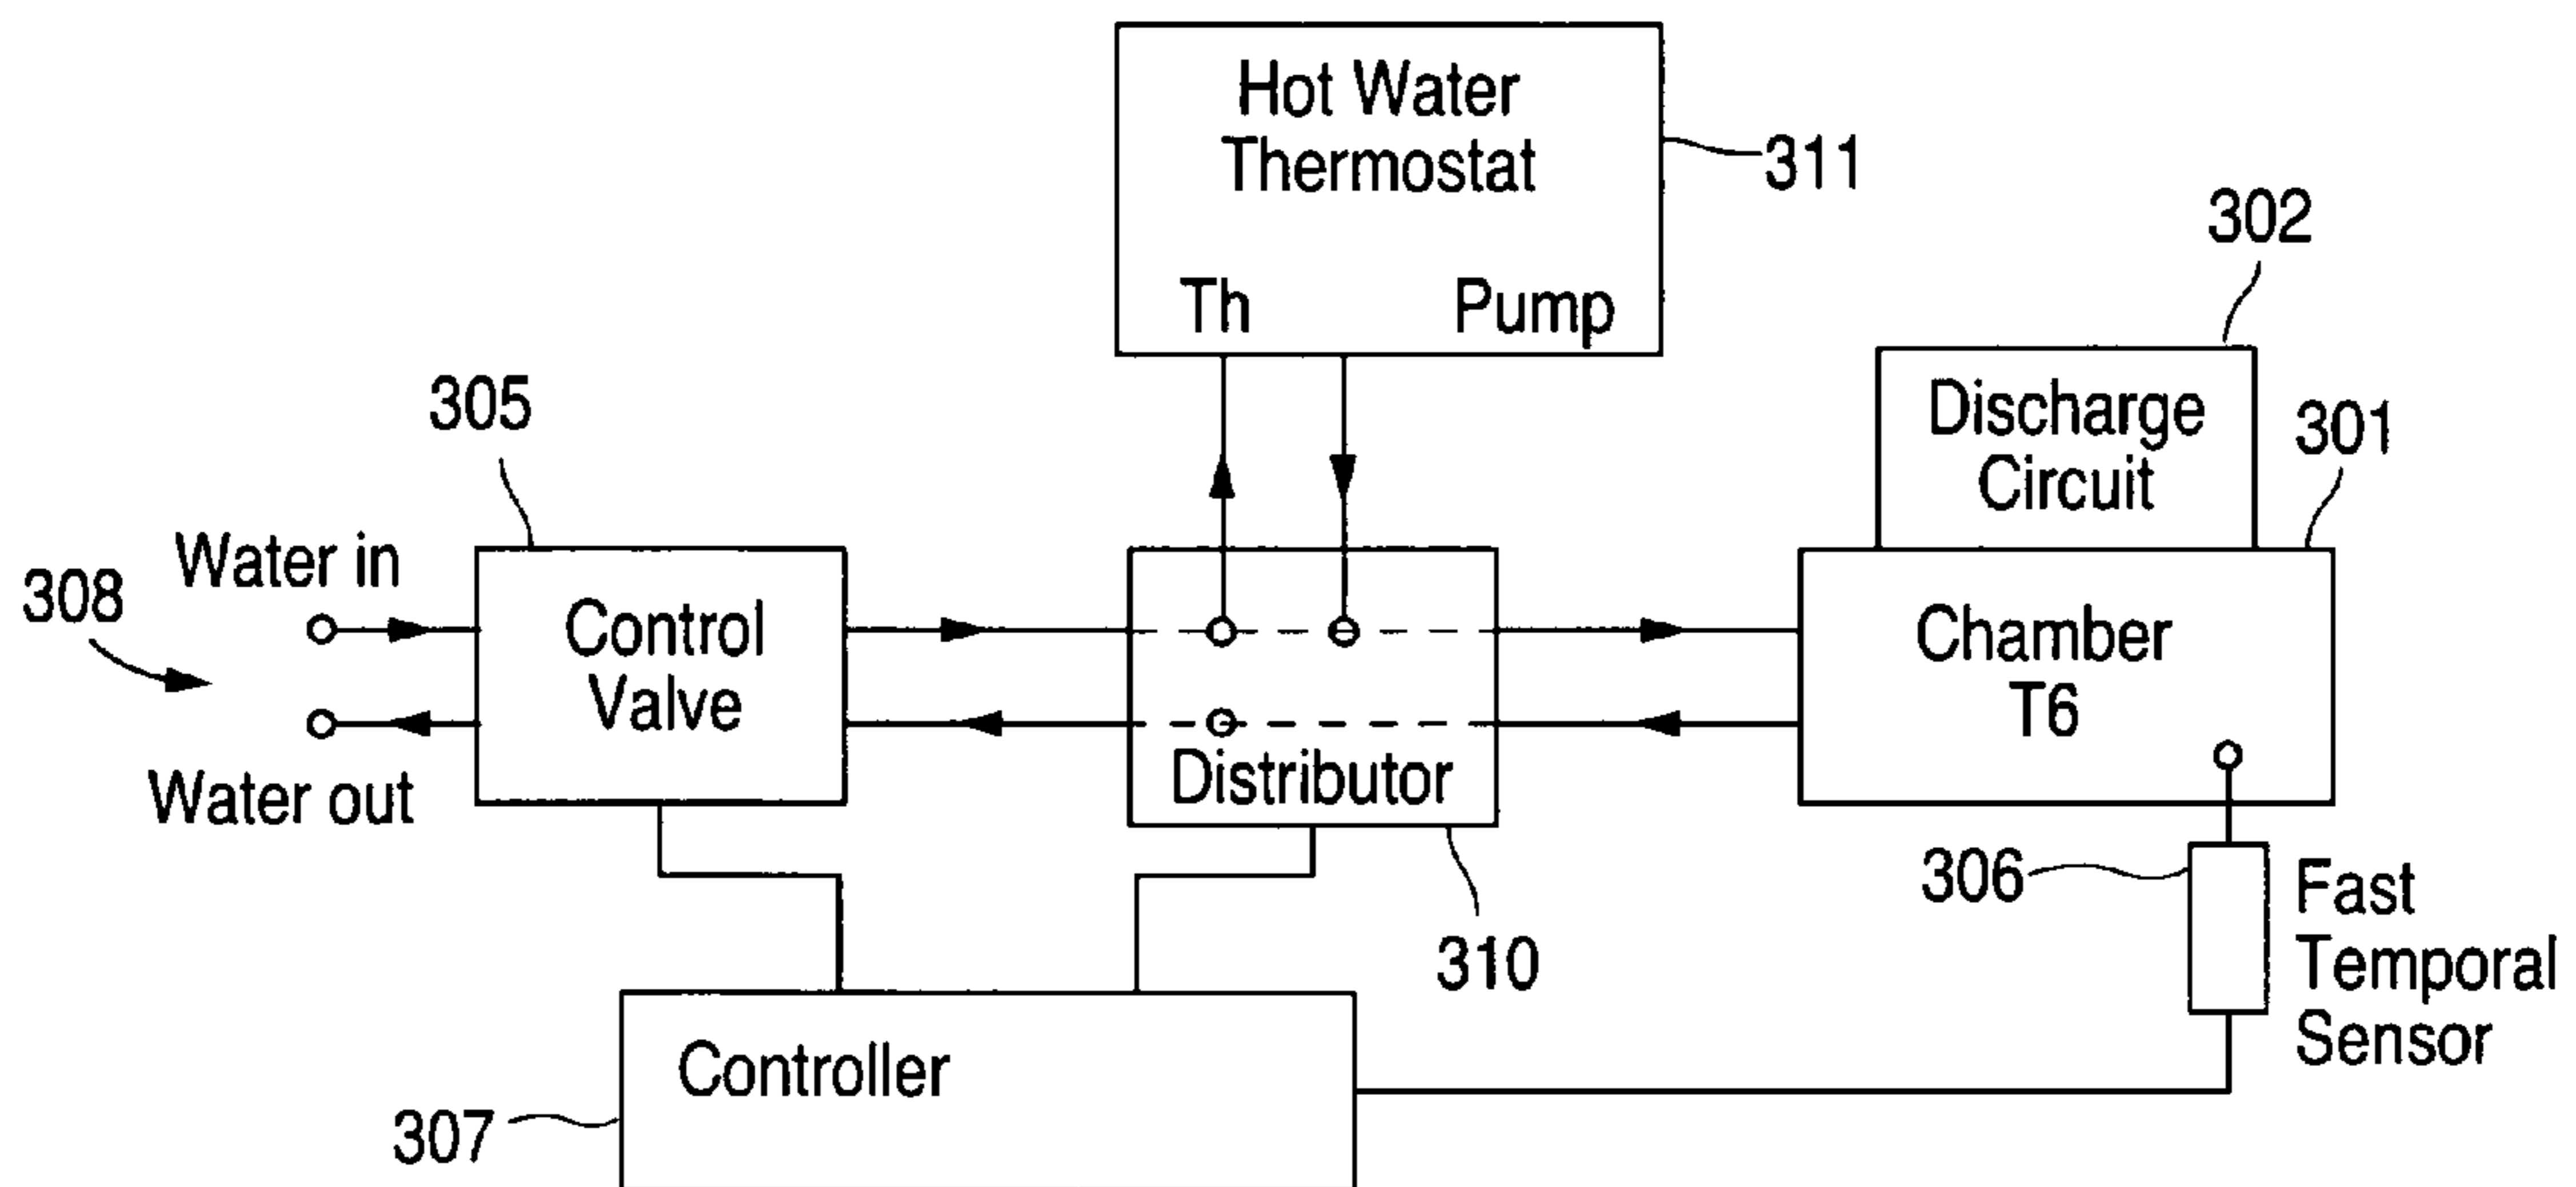 Hot Water
Thermostat
Th
Pump
311
302
Discharge
Circuit
301
305
Water in
308
Control
Valve
Water out
Distributor
Chamber
T6
310
306
Fast
Temporal
Sensor
Controller
307